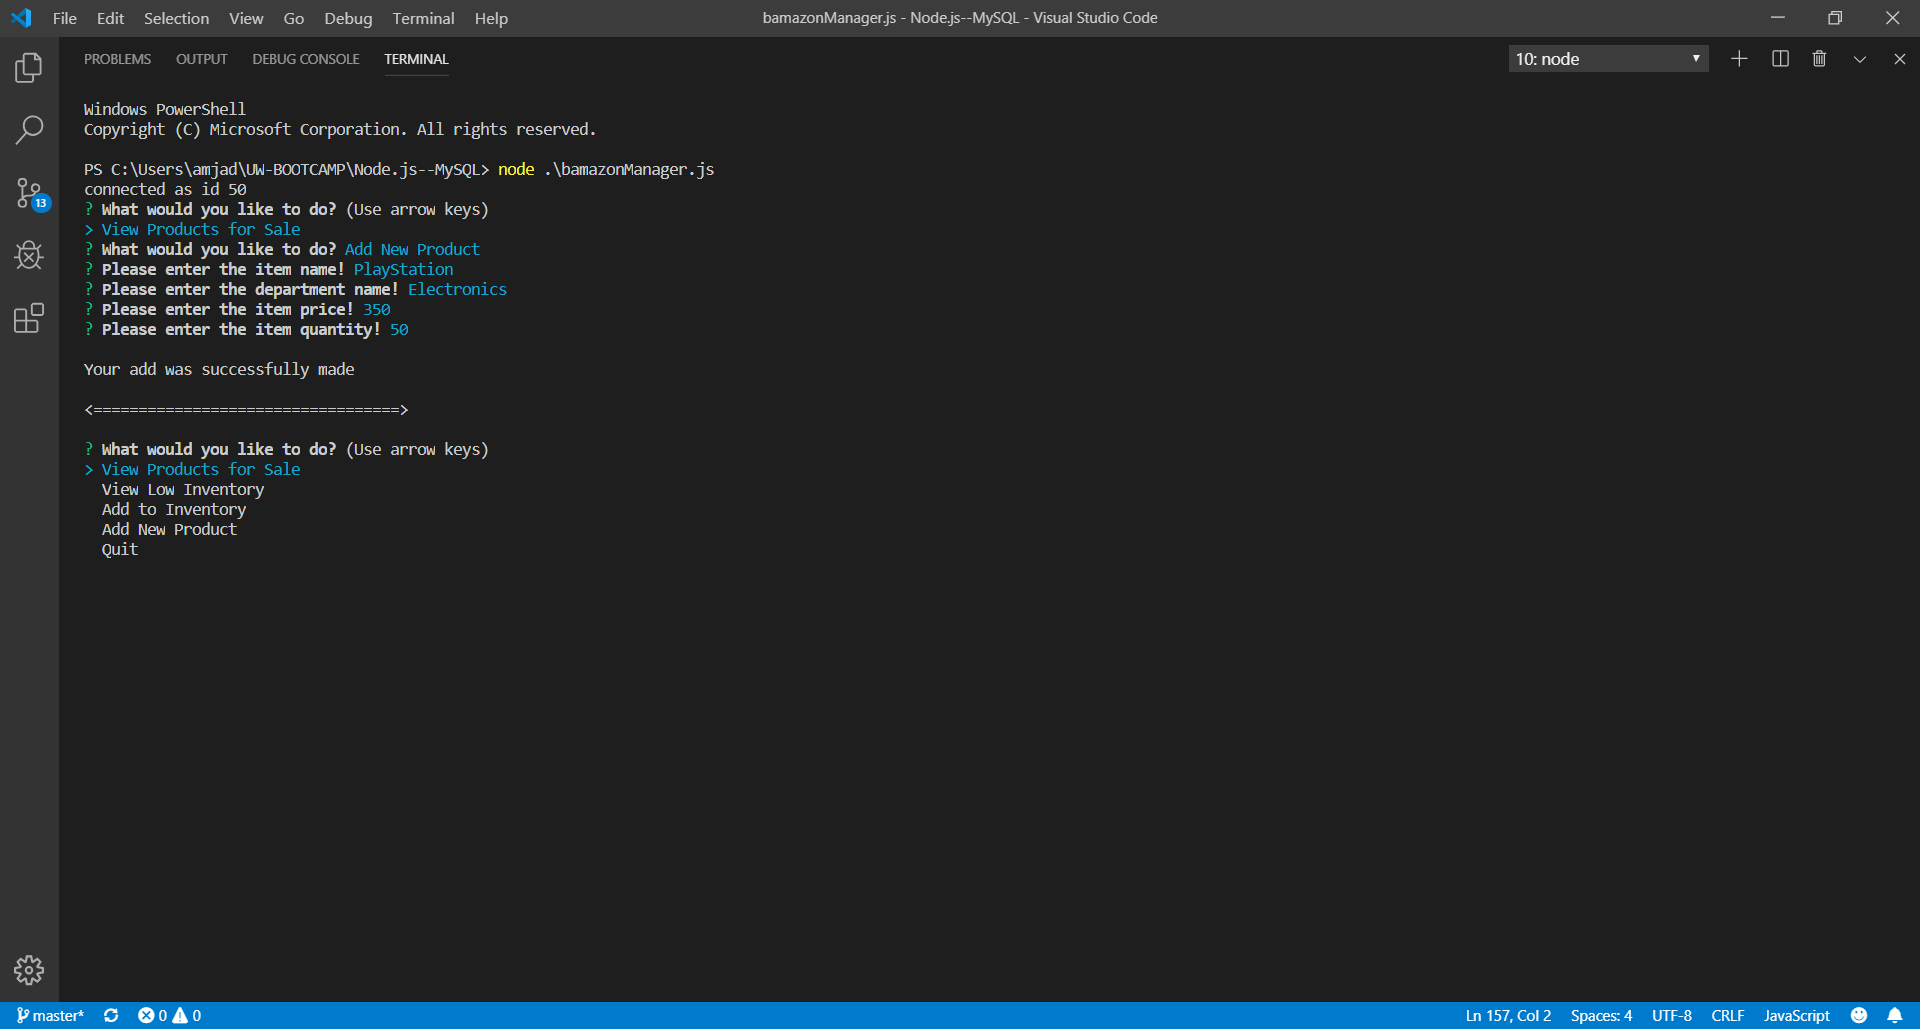 File Edit Selection View Go Debug Terminal Help
bamazonManager.js - Node.js--MySQL - Visual Studio Code
PROBLEMS OUTPUT DEBUG CONSOLE TERMINAL
10: node
Windows PowerShell
Copyright (C) Microsoft Corporation. All rights reserved.
PS C:\Users\amjad\UW-BOOTCAMP\Node.js--MySQL> node .\bamazonManager.js
connected as id 50
? What would you like to do? (Use arrow keys)
> View Products for Sale
? What would you like to do? Add New Product
? Please enter the item name! PlayStation
? Please enter the department name! Electronics
? Please enter the item price! 350
? Please enter the item quantity! 50
Your add was successfully made
<==================================>
? What would you like to do? (Use arrow keys)
> View Products for Sale
View Low Inventory
Add to Inventory
Add New Product
Quit
13
master* 0 0
Ln 157, Col 2 Spaces: 4 UTF-8 CRLF JavaScript